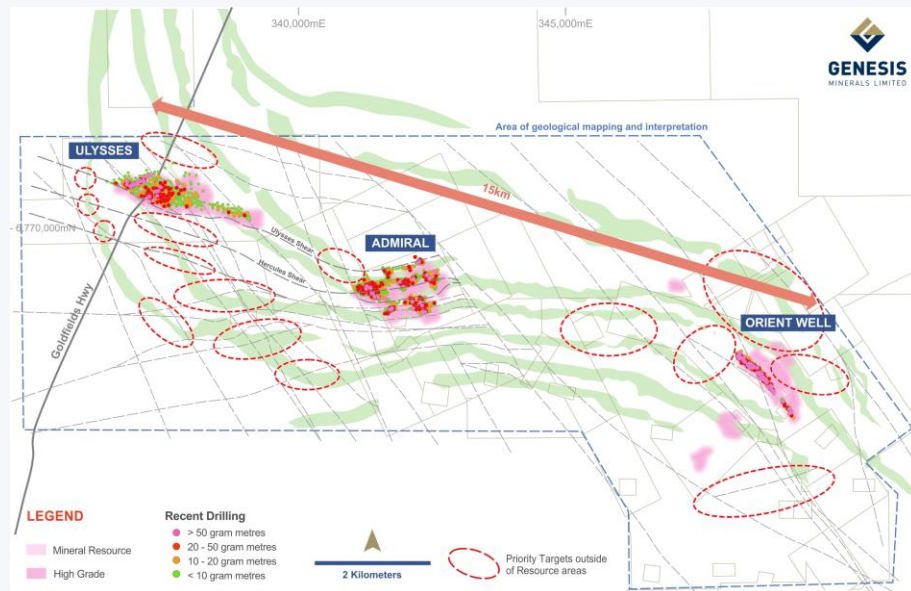 340,000mE
345,000mE
GENESIS
MINERALS LIMITED
Area of geological mapping and interpretation
ULYSSES
15km
6,770,000mN
Ulysses Shear
ADMIRAL
Hercules Shear
Goldfields Hwy
ORIENT WELL
LEGEND
Mineral Resource
High Grade
Recent Drilling
> 50 gram metres
20 - 50 gram metres
10 - 20 gram metres
< 10 gram metres
2 Kilometers
Priority Targets outside
of Resource areas